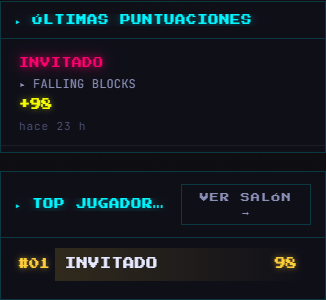 ▸ úLTIMAS PUNTUACIONES
INVITADO
▸ FALLING BLOCKS
+98
hace 23 h
▸ TOP JUGADOR…
VER SALóN
→
#01 INVITADO 98